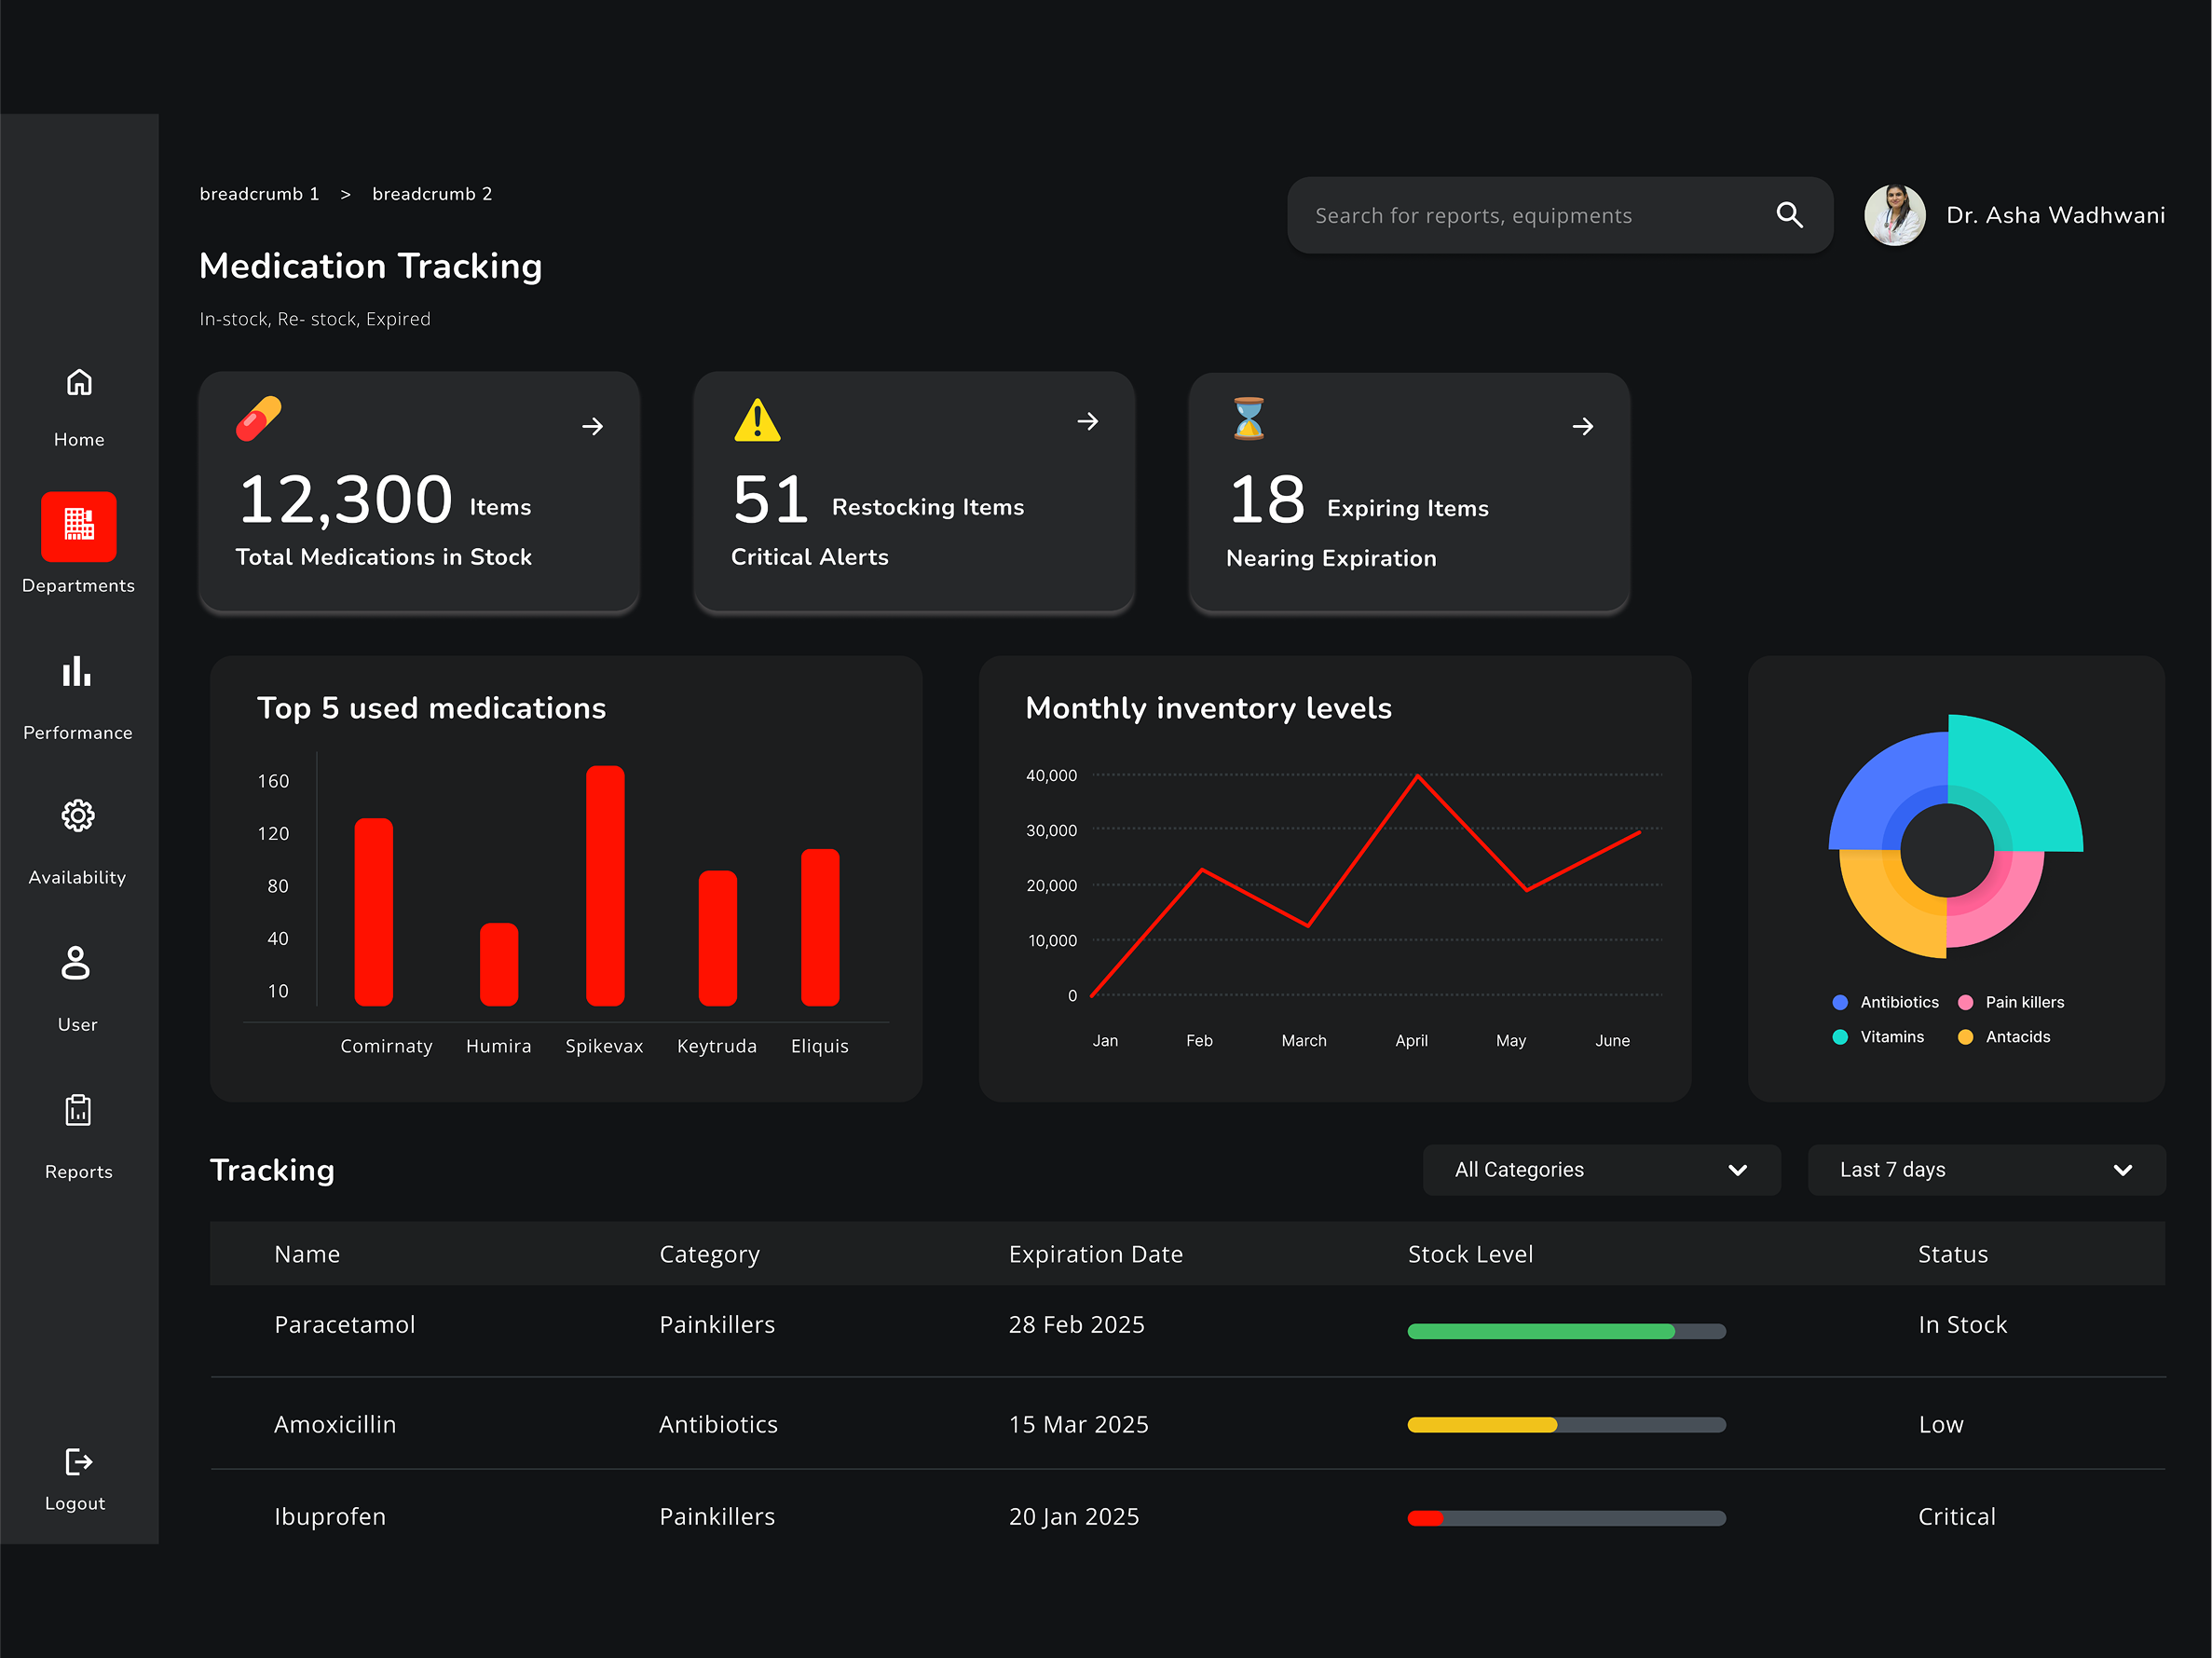 breadcrumb 1 > breadcrumb 2
Search for reports, equipments
Dr. Asha Wadhwani
Medication Tracking
In-stock, Re- stock, Expired
Home
Departments
Performance
Availability
User
Reports
Logout
12,300 Items
Total Medications in Stock
51 Restocking Items
Critical Alerts
18 Expiring Items
Nearing Expiration
Top 5 used medications
160
120
80
40
10
Comirnaty Humira Spikevax Keytruda Eliquis
Monthly inventory levels
40,000
30,000
20,000
10,000
0
Jan Feb March April May June
Antibiotics Pain killers
Vitamins Antacids
Tracking
All Categories
Last 7 days
Name Category Expiration Date Stock Level Status
Paracetamol Painkillers 28 Feb 2025 In Stock
Amoxicillin Antibiotics 15 Mar 2025 Low
Ibuprofen Painkillers 20 Jan 2025 Critical